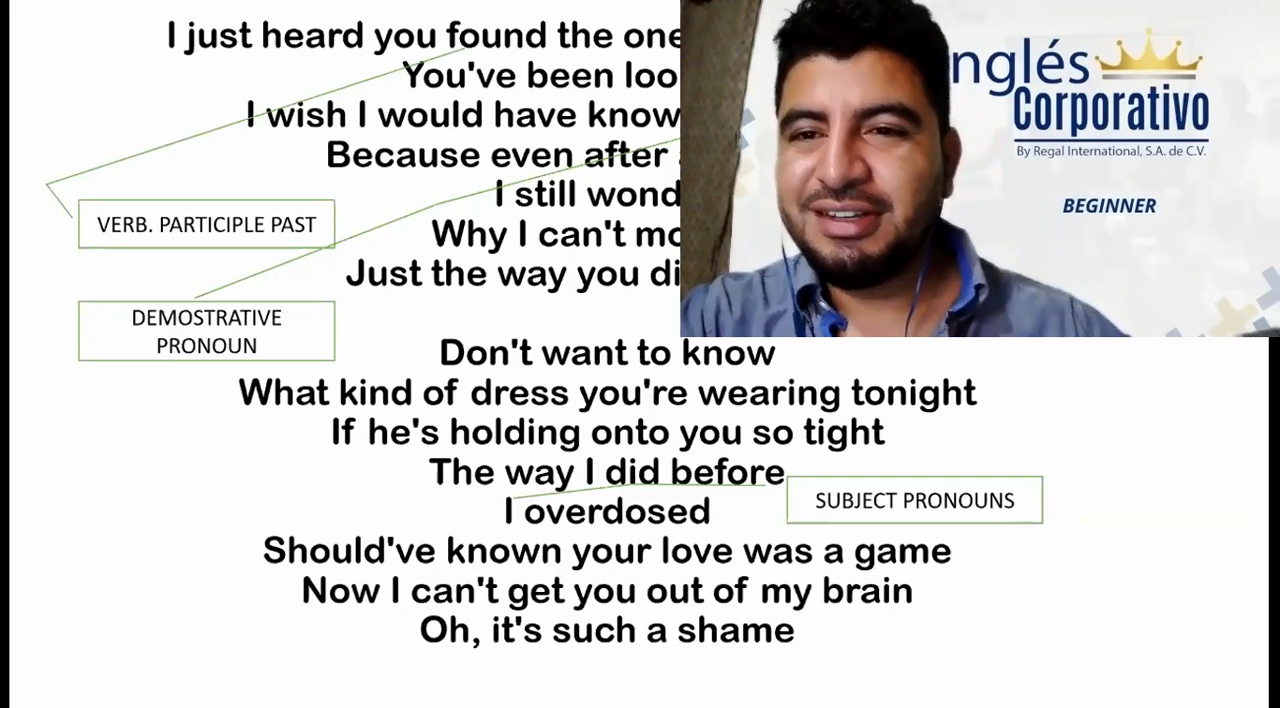 I just heard you found the one
You've been loo
I wish I would have know
Because even after
I still wond
Why I can't mo
Just the way you di
VERB. PARTICIPLE PAST
DEMOSTRATIVE
PRONOUN
Don't want to know
What kind of dress you're wearing tonight
If he's holding onto you so tight
The way I did before
I overdosed
Should've known your love was a game
Now I can't get you out of my brain
Oh, it's such a shame
SUBJECT PRONOUNS
nglés
Corporativo
By Regal International, S.A. de C.V.
BEGINNER